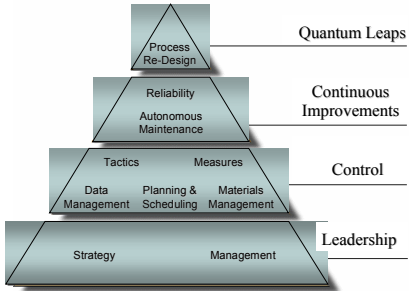 Quantum Leaps
Process
Re-Design
Continuous
Improvements
Reliability
Autonomous
Maintenance
Control
Tactics Measures
Data Planning & Materials
Management Scheduling Management
Leadership
Strategy Management